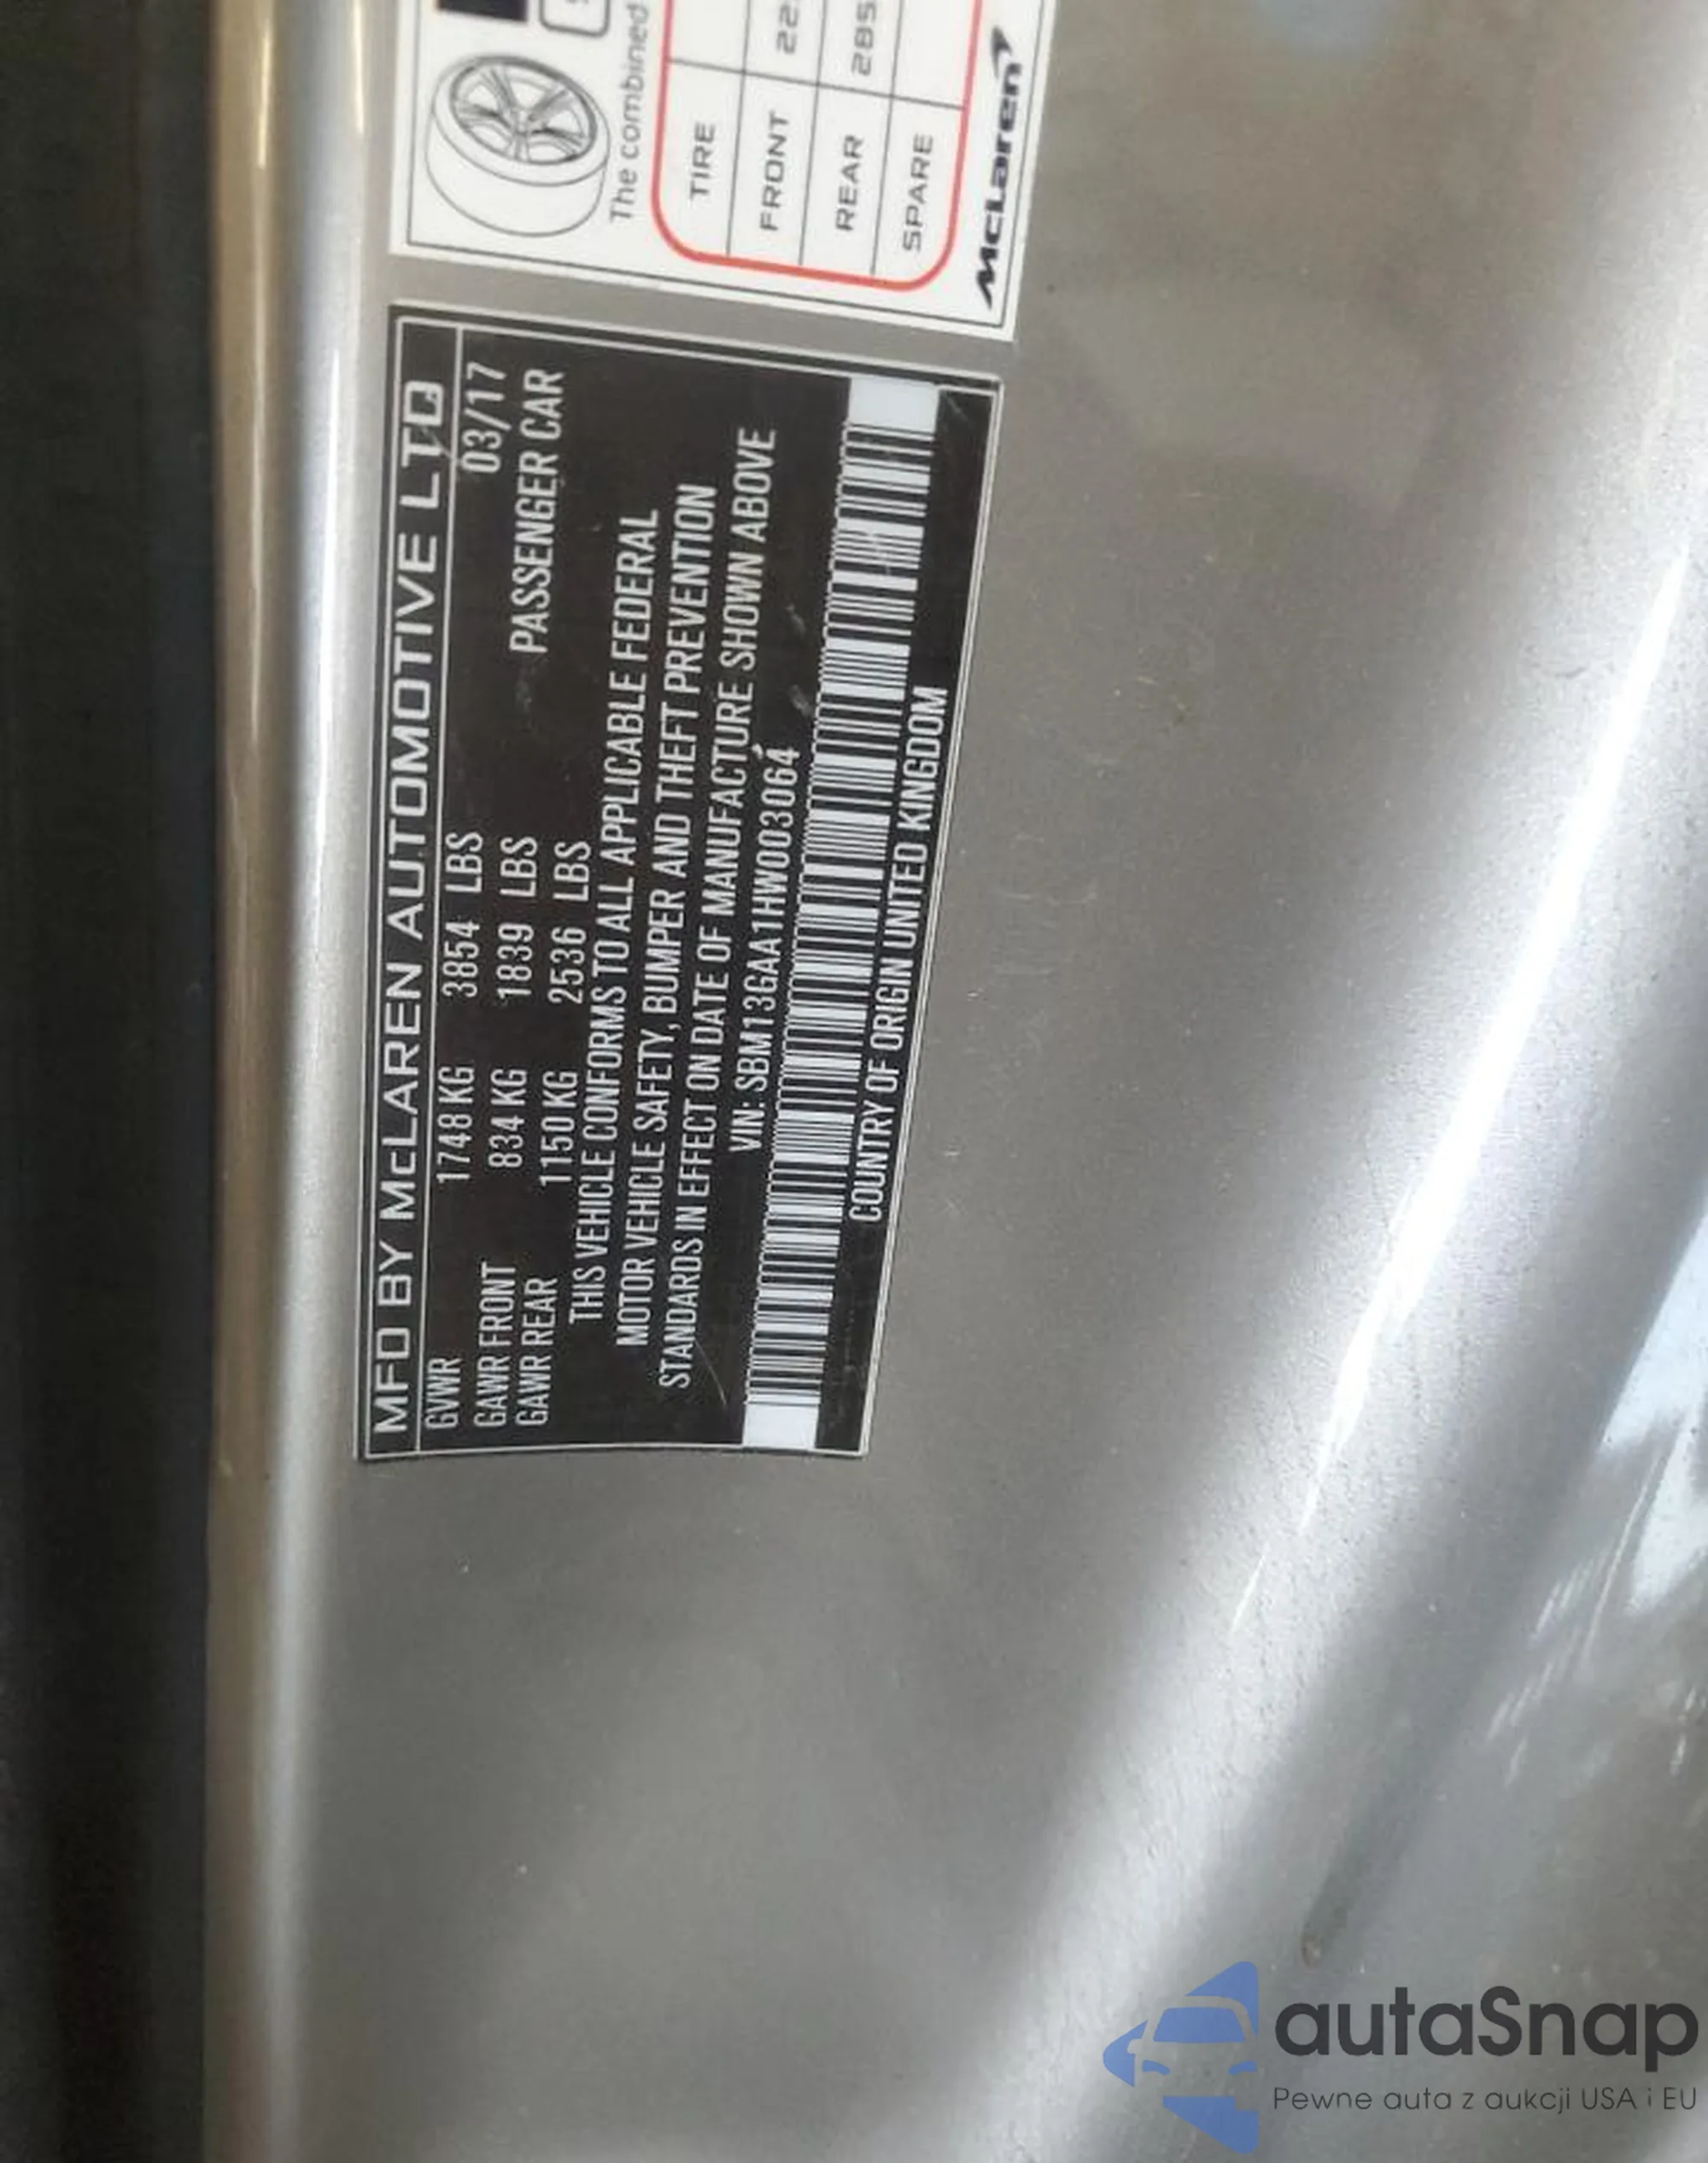 The combined
TIRE
FRONT 22
REAR 285
SPARE
McLaren
MFD BY McLAREN AUTOMOTIVE LTD
GVWR 1748 KG 3854 LBS 03/17
GAWR FRONT 834 KG 1839 LBS PASSENGER CAR
GAWR REAR 1150 KG 2536 LBS
THIS VEHICLE CONFORMS TO ALL APPLICABLE FEDERAL
MOTOR VEHICLE SAFETY, BUMPER AND THEFT PREVENTION
STANDARDS IN EFFECT ON DATE OF MANUFACTURE SHOWN ABOVE
VIN: SBM13GAA1HW003064
COUNTRY OF ORIGIN UNITED KINGDOM
autaSnap
Pewne auta z aukcji USA i EU